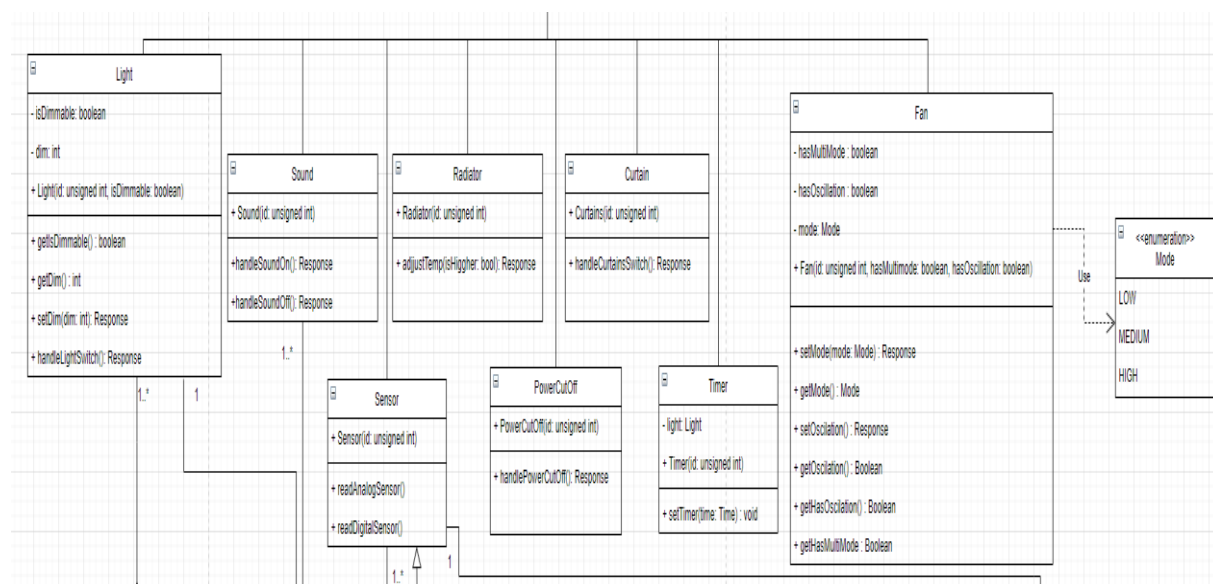 Light
- isDimmable: boolean
- dim: int
+ Light(id: unsigned int, isDimmable: boolean)
+ getIsDimmable() : boolean
+ getDim() : int
+ setDim(dim: int): Response
+ handleLightSwitch(): Response
1..*
1
Sound
+ Sound(id: unsigned int)
+ handleSoundOn(): Response
+handleSoundOff(): Response
1..*
Radiator
+ Radiator(id: unsigned int)
+ adjustTemp(isHiggher: bool): Response
Curtain
+ Curtains(id: unsigned int)
+ handleCurtainsSwitch(): Response
Sensor
+ Sensor(id: unsigned int)
+ readAnalogSensor()
+ readDigitalSensor()
1..*
1
PowerCutOff
+ PowerCutOff(id: unsigned int)
+ handlePowerCutOff(): Response
Timer
- light: Light
+ Timer(id: unsigned int)
+ setTimer(time: Time) : void
Fan
- hasMultiMode : boolean
- hasOscillation : boolean
- mode: Mode
+ Fan(id: unsigned int, hasMultimode: boolean, hasOscillation: boolean)
+ setMode(mode: Mode) : Response
+ getMode() : Mode
+ setOscilation() : Response
+ getOscilation() : Boolean
+ getHasOscilation() : Boolean
+ getHasMultiMode : Boolean
Use
<<enumeration>>
Mode
LOW
MEDIUM
HIGH